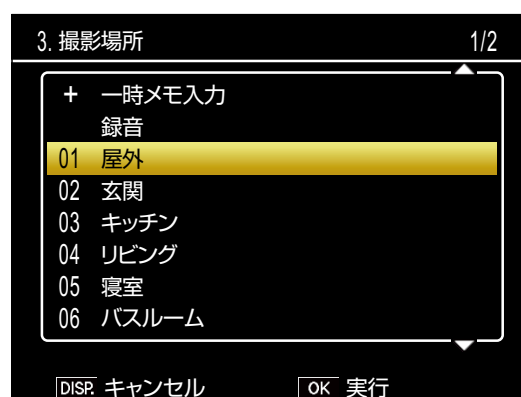 3. 撮影場所 1/2
+ 一時メモ入力
録音
01 屋外
02 玄関
03 キッチン
04 リビング
05 寝室
06 バスルーム
DISP. キャンセル OK 実行